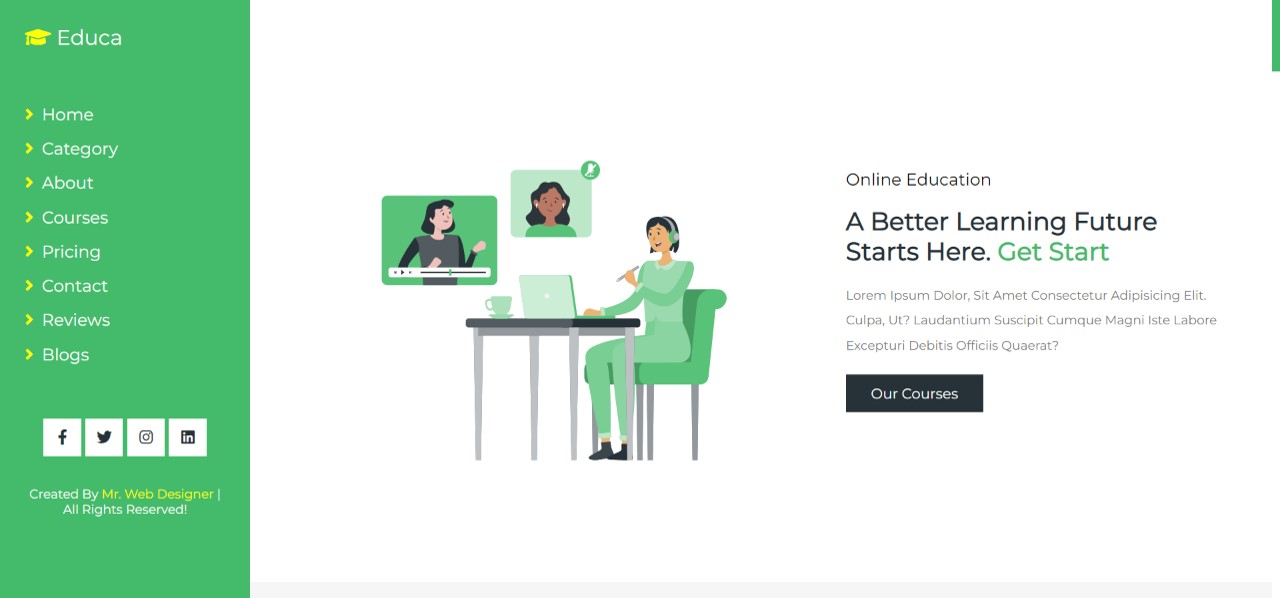 Educa
Home
Category
About
Courses
Pricing
Contact
Reviews
Blogs
Created By Mr. Web Designer |
All Rights Reserved!
Online Education
A Better Learning Future
Starts Here. Get Start
Lorem Ipsum Dolor, Sit Amet Consectetur Adipisicing Elit.
Culpa, Ut? Laudantium Suscipit Cumque Magni Iste Labore
Excepturi Debitis Officiis Quaerat?
Our Courses